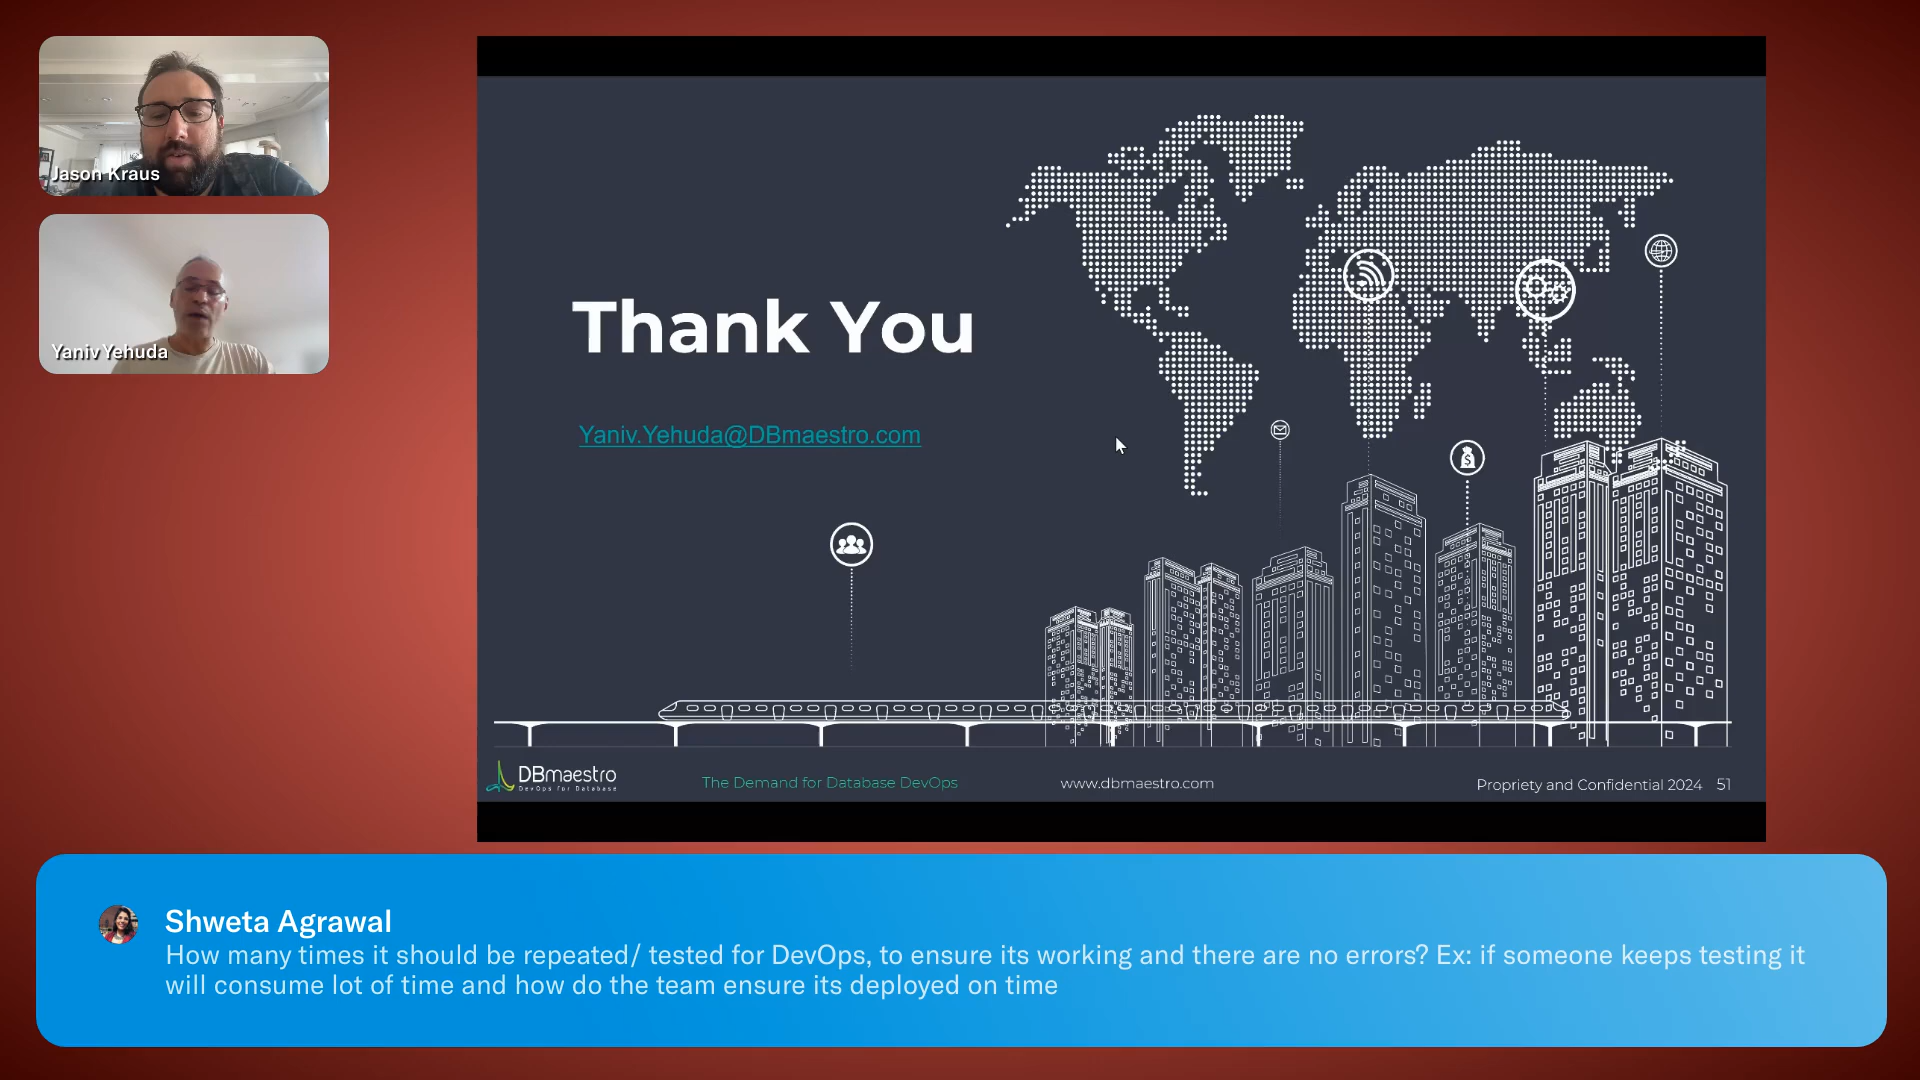 Jason Kraus
Yaniv Yehuda
Thank You
Yaniv.Yehuda@DBmaestro.com
DBmaestro
DevOps for Database
The Demand for Database DevOps
www.dbmaestro.com
Propriety and Confidential 2024 51
Shweta Agrawal
How many times it should be repeated/ tested for DevOps, to ensure its working and there are no errors? Ex: if someone keeps testing it
will consume lot of time and how do the team ensure its deployed on time